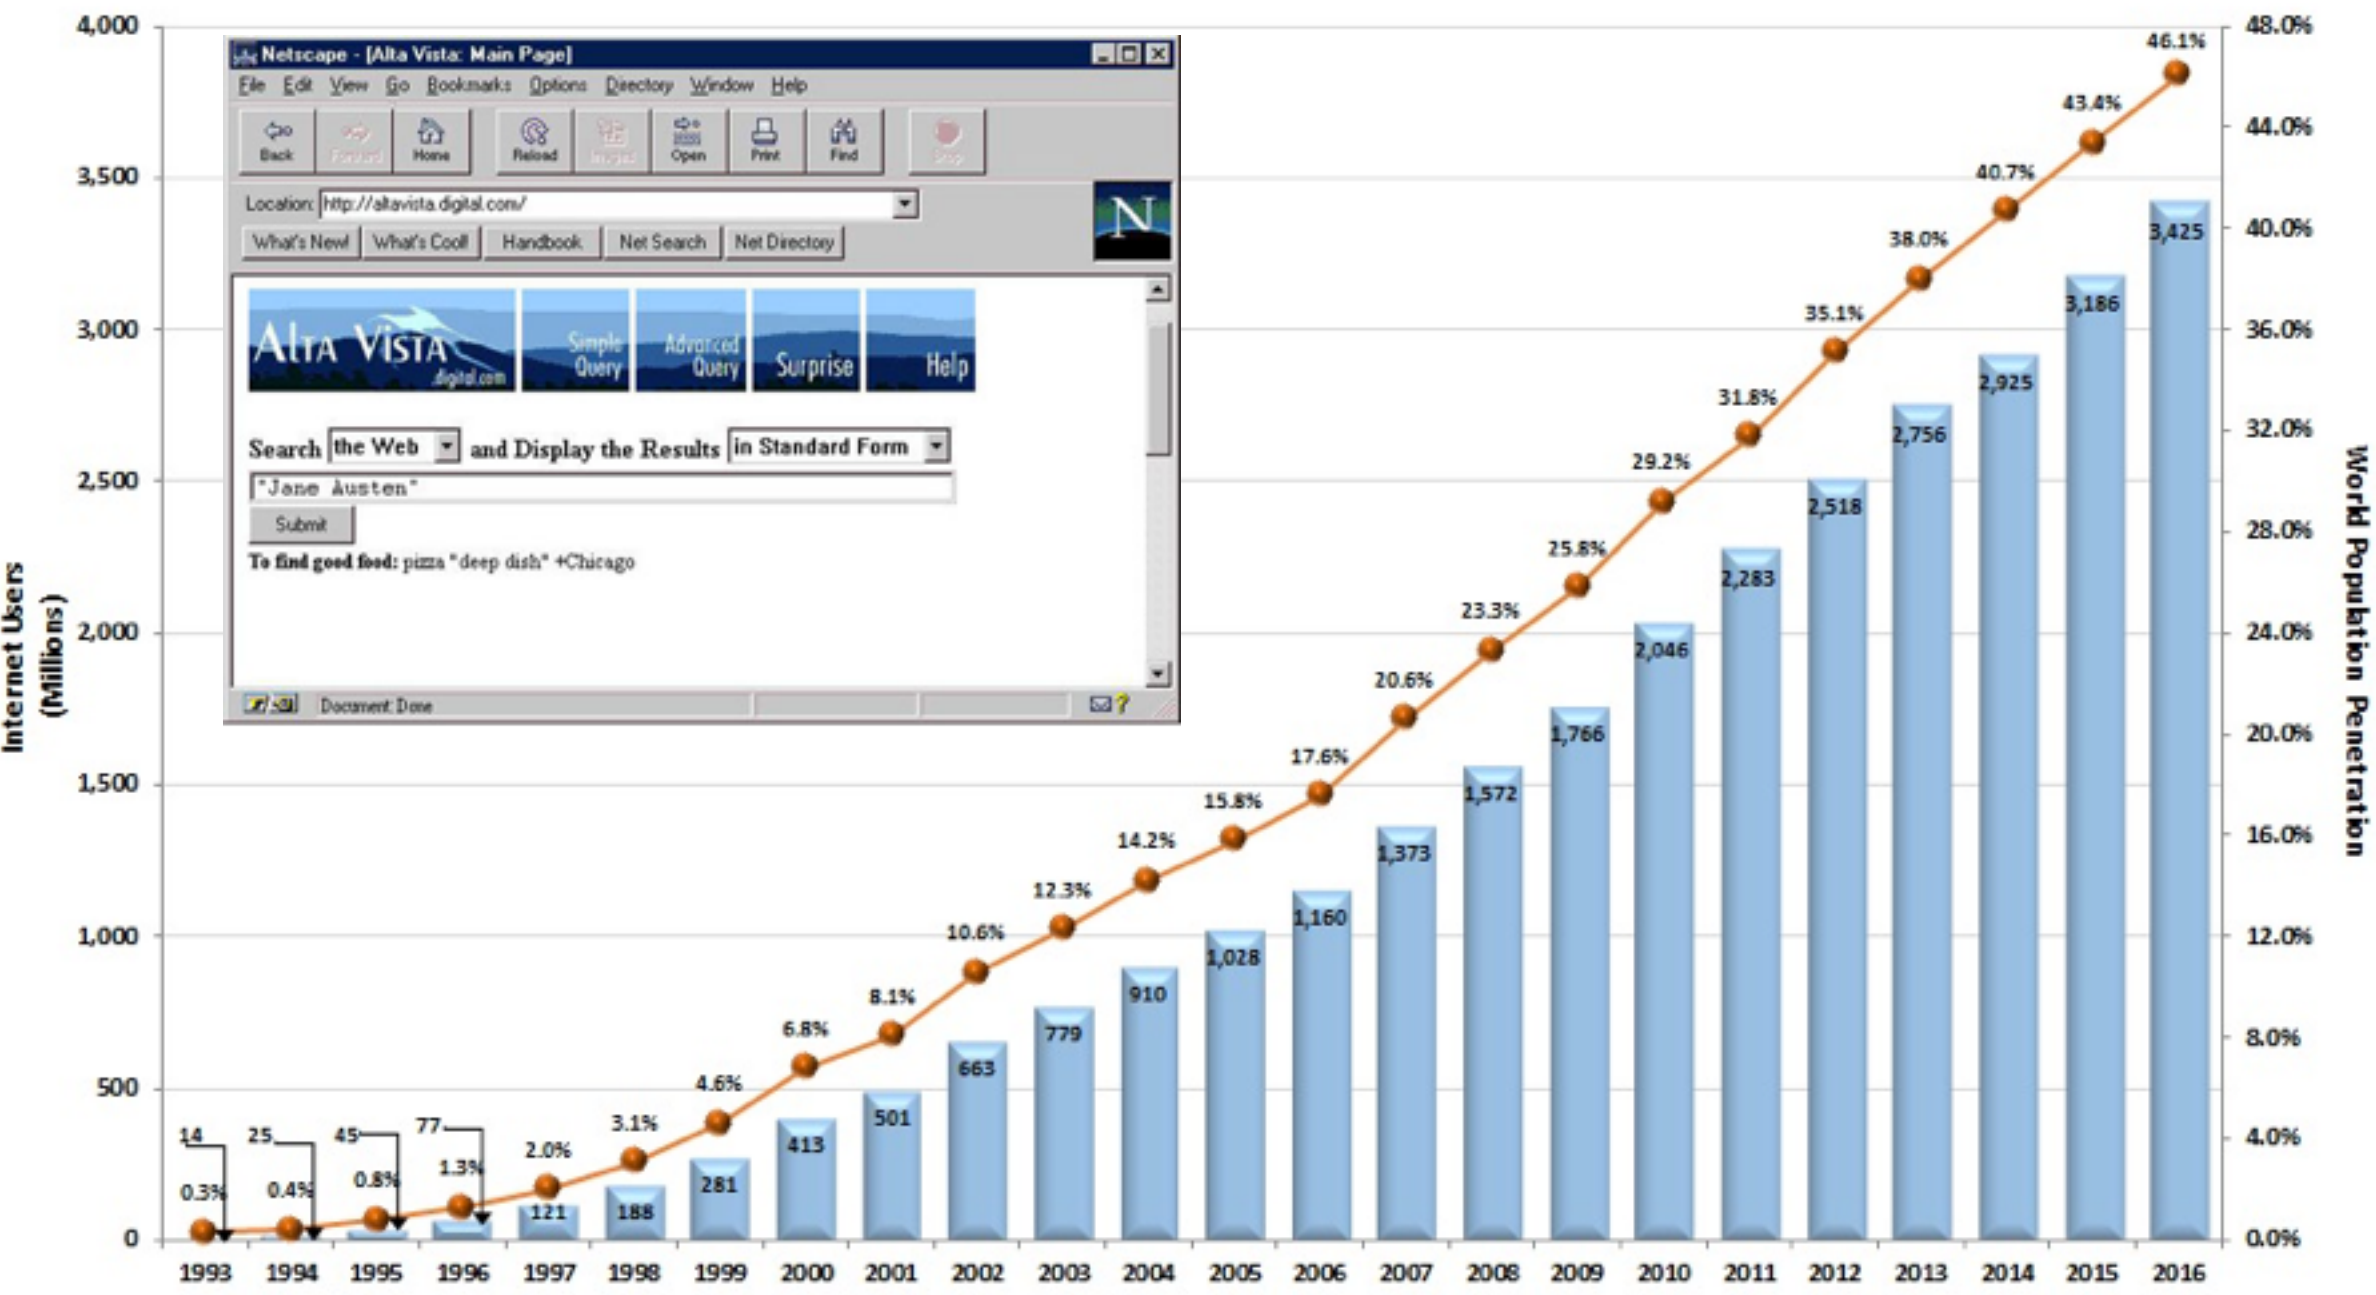 4,000
3,500
3,000
2,500
2,000
1,500
1,000
500
0
Internet Users
(Millions)
48.0%
44.0%
40.0%
36.0%
32.0%
28.0%
24.0%
20.0%
16.0%
12.0%
8.0%
4.0%
0.0%
World Population Penetration
Netscape - [Alta Vista: Main Page]
File Edit View Go Bookmarks Options Directory Window Help
Back Forward Home Reload Images Open Print Find Stop
Location: http://altavista.digital.com/
N
What's New! What's Cool! Handbook Net Search Net Directory
ALTA VISTA
.digital.com
Simple
Query
Advanced
Query
Surprise
Help
Search the Web and Display the Results in Standard Form
"Jane Austen"
Submit
To find good food: pizza "deep dish" +Chicago
Document: Done
?
14 25 45 77
0.3% 0.4% 0.8% 1.3% 2.0% 3.1% 4.6% 6.8% 8.1% 10.6% 12.3% 14.2% 15.8% 17.6% 20.6% 23.3% 25.8% 29.2% 31.8% 35.1% 38.0% 40.7% 43.4% 46.1%
121 188 281 413 501 663 779 910 1,028 1,160 1,373 1,572 1,766 2,046 2,283 2,518 2,756 2,925 3,186 3,425
1993 1994 1995 1996 1997 1998 1999 2000 2001 2002 2003 2004 2005 2006 2007 2008 2009 2010 2011 2012 2013 2014 2015 2016